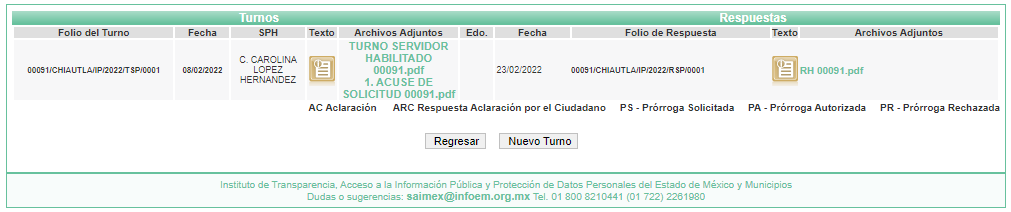 Turnos Respuestas
Folio del Turno Fecha SPH Texto Archivos Adjuntos Edo. Fecha Folio de Respuesta Texto Archivos Adjuntos
00091/CHIAUTLA/IP/2022/TSP/0001 08/02/2022 C. CAROLINA LOPEZ HERNANDEZ TURNO SERVIDOR HABILITADO 00091.pdf 1. ACUSE DE SOLICITUD 00091.pdf 23/02/2022 00091/CHIAUTLA/IP/2022/RSP/0001 RH 00091.pdf
AC Aclaración ARC Respuesta Aclaración por el Ciudadano PS - Prórroga Solicitada PA - Prórroga Autorizada PR - Prórroga Rechazada
Regresar Nuevo Turno
Instituto de Transparencia, Acceso a la Información Pública y Protección de Datos Personales del Estado de México y Municipios
Dudas o sugerencias: saimex@infoem.org.mx Tel. 01 800 8210441 (01 722) 2261980